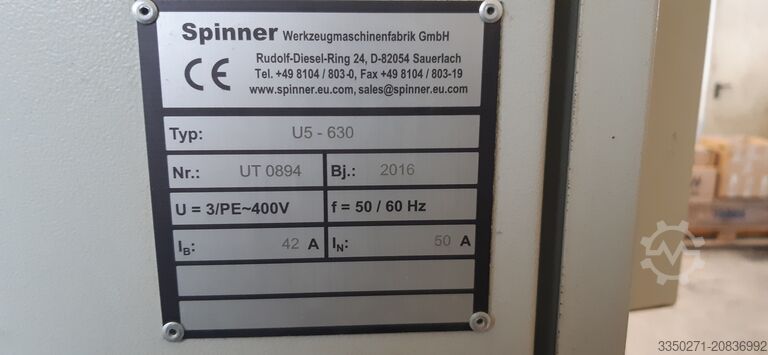 Spinner Werkzeugmaschinenfabrik GmbH
Rudolf-Diesel-Ring 24, D-82054 Sauerlach
Tel. +49 8104 / 803-0, Fax +49 8104 / 803-19
www.spinner.eu.com, sales@spinner.eu.com
CE
Typ: U5 - 630
Nr.: UT 0894 Bj.: 2016
U = 3/PE~400V f = 50 / 60 Hz
IB: 42 A IN: 50 A
3350271-20836992